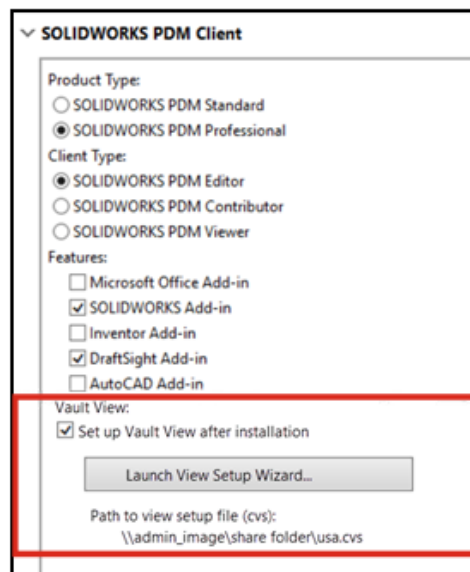 SOLIDWORKS PDM Client
Product Type:
SOLIDWORKS PDM Standard
SOLIDWORKS PDM Professional
Client Type:
SOLIDWORKS PDM Editor
SOLIDWORKS PDM Contributor
SOLIDWORKS PDM Viewer
Features:
Microsoft Office Add-in
SOLIDWORKS Add-in
Inventor Add-in
DraftSight Add-in
AutoCAD Add-in
Vault View:
Set up Vault View after installation
Launch View Setup Wizard...
Path to view setup file (cvs):
\\admin_image\share folder\usa.cvs